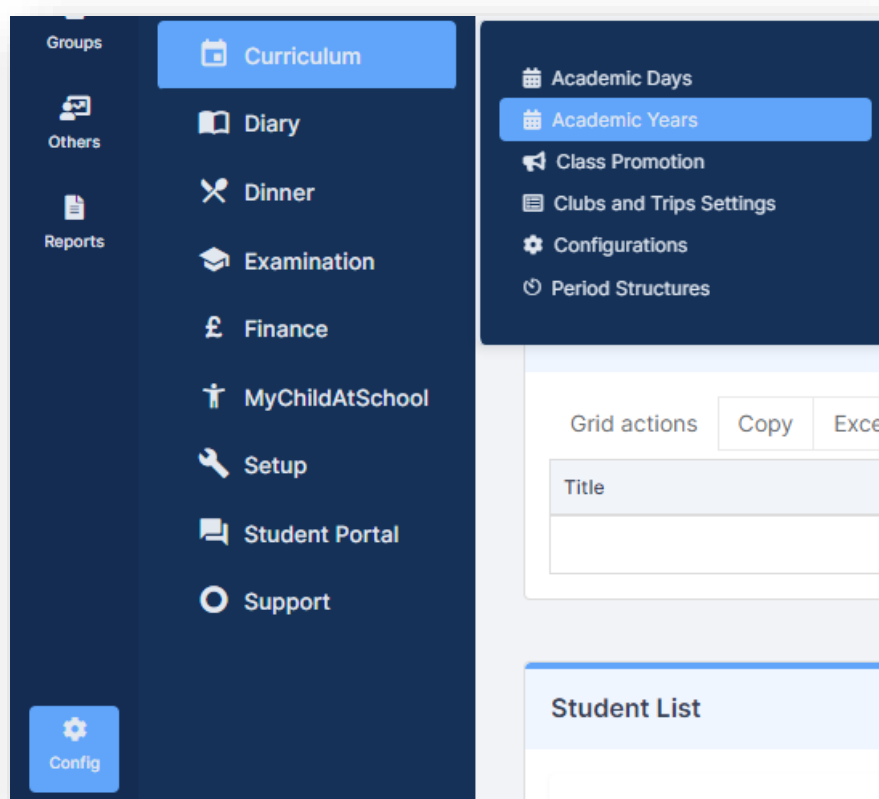 Groups
Others
Reports
Config
Curriculum
Diary
Dinner
Examination
£ Finance
MyChildAtSchool
Setup
Student Portal
Support
Academic Days
Academic Years
Class Promotion
Clubs and Trips Settings
Configurations
Period Structures
Grid actions Copy Exce
Title
Student List